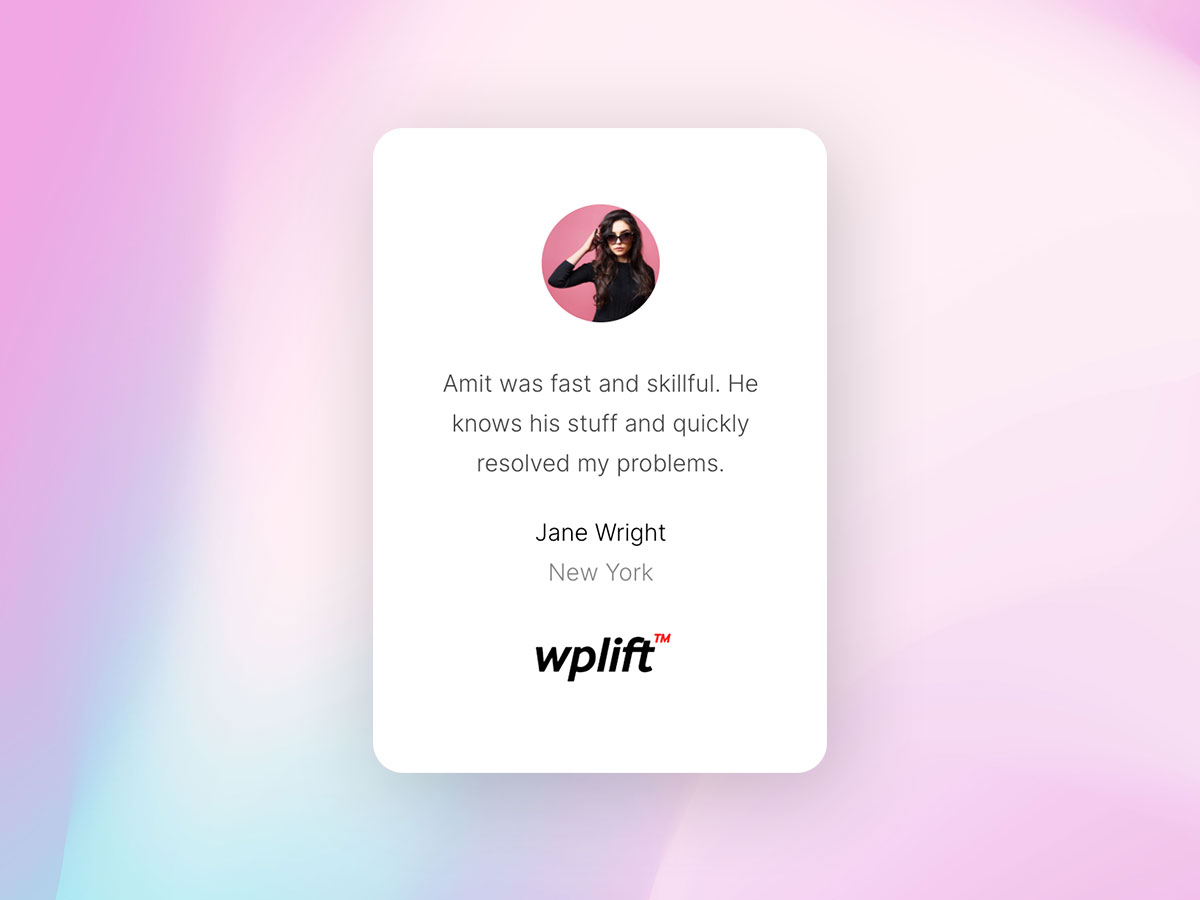 Amit was fast and skillful. He
knows his stuff and quickly
resolved my problems.
Jane Wright
New York
wplift™